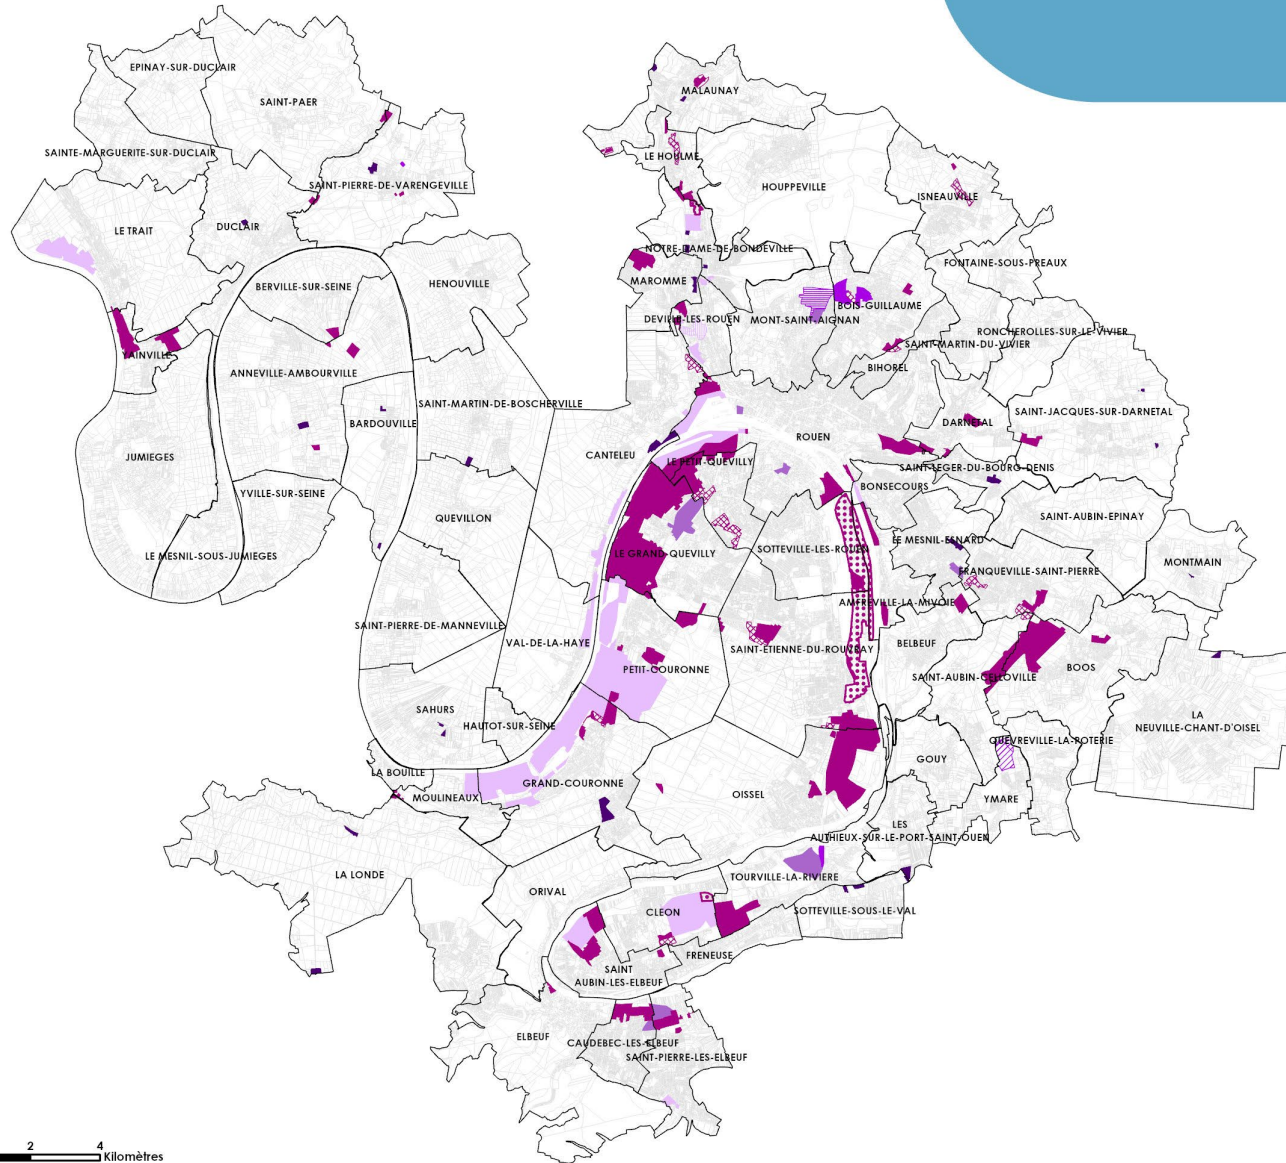 EPINAY-SUR-DUCLAIR
SAINT-PAER
MALAUNAY
SAINTE-MARGUERITE-SUR-DUCLAIR
LE HOULME
SAINT-PIERRE-DE-VARENGEVILLE
HOUPPEVILLE
ISNEAUVILLE
LE TRAIT
DUCLAIR
NOTRE-DAME-DE-BONDEVILLE
FONTAINE-SOUS-PREAUX
MAROMME
BERVILLE-SUR-SEINE
HENOUVILLE
BOIS-GUILLAUME
DEVILLE-LES-ROUEN
MONT-SAINT-AIGNAN
RONCHEROLLES-SUR-LE-VIVIER
SAINT-MARTIN-DU-VIVIER
YAINVILLE
BIHOREL
ANNEVILLE-AMBOURVILLE
SAINT-MARTIN-DE-BOSCHERVILLE
SAINT-JACQUES-SUR-DARNETAL
BARDOUVILLE
DARNETAL
ROUEN
JUMIEGES
CANTELEU
LE PETIT-QUEVILLY
SAINT-LEGER-DU-BOURG-DENIS
BONSECOURS
YVILLE-SUR-SEINE
QUEVILLON
SAINT-AUBIN-EPINAY
LE MESNIL-ESNARD
SOTTEVILLE-LES-ROUEN
LE MESNIL-SOUS-JUMIEGES
LE GRAND-QUEVILLY
MONTMAIN
FRANQUEVILLE-SAINT-PIERRE
AMFREVILLE-LA-MIVOIE
SAINT-PIERRE-DE-MANNEVILLE
VAL-DE-LA-HAYE
BELBEUF
SAINT-ETIENNE-DU-ROUVRAY
PETIT-COURONNE
BOOS
SAINT-AUBIN-CELLOVILLE
SAHURS
LA
NEUVILLE-CHANT-D'OISEL
HAUTOT-SUR-SEINE
QUEVREVILLE-LA-POTERIE
GOUY
LA BOUILLE
GRAND-COURONNE
OISSEL
MOULINEAUX
YMARE
LES
AUTHIEUX-SUR-LE-PORT-SAINT-OUEN
LA LONDE
TOURVILLE-LA-RIVIERE
ORIVAL
CLEON
SOTTEVILLE-SOUS-LE-VAL
FRENEUSE
SAINT
AUBIN-LES-ELBEUF
ELBEUF
CAUDEBEC-LES-ELBEUF
SAINT-PIERRE-LES-ELBEUF
2 4
Kilomètres